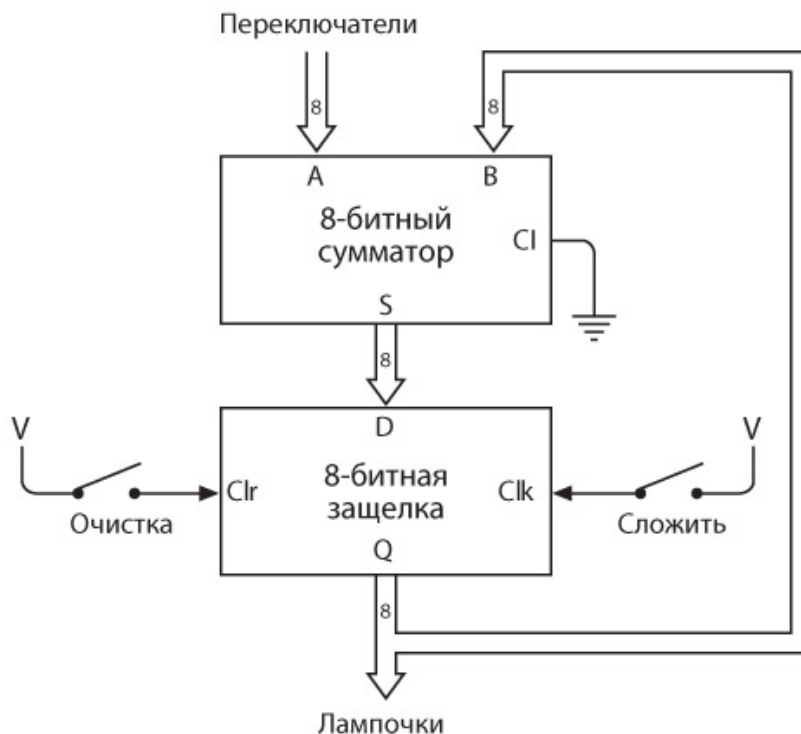 Переключатели
8
8
A
B
8-битный
сумматор
CI
S
8
V
V
D
Clr
8-битная
защелка
Clk
Очистка
Сложить
Q
8
Лампочки